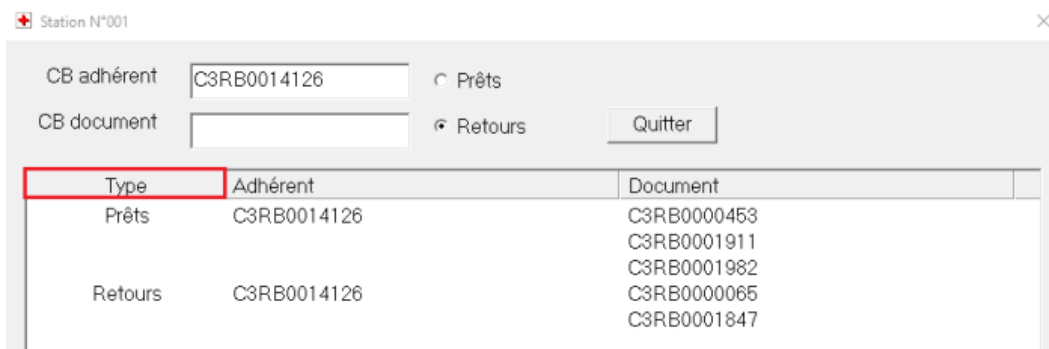 Station N°001
CB adhérent C3RB0014126 Prêts
CB document Retours Quitter
Type Adhérent Document
Prêts C3RB0014126 C3RB0000453
C3RB0001911
C3RB0001982
Retours C3RB0014126 C3RB0000065
C3RB0001847